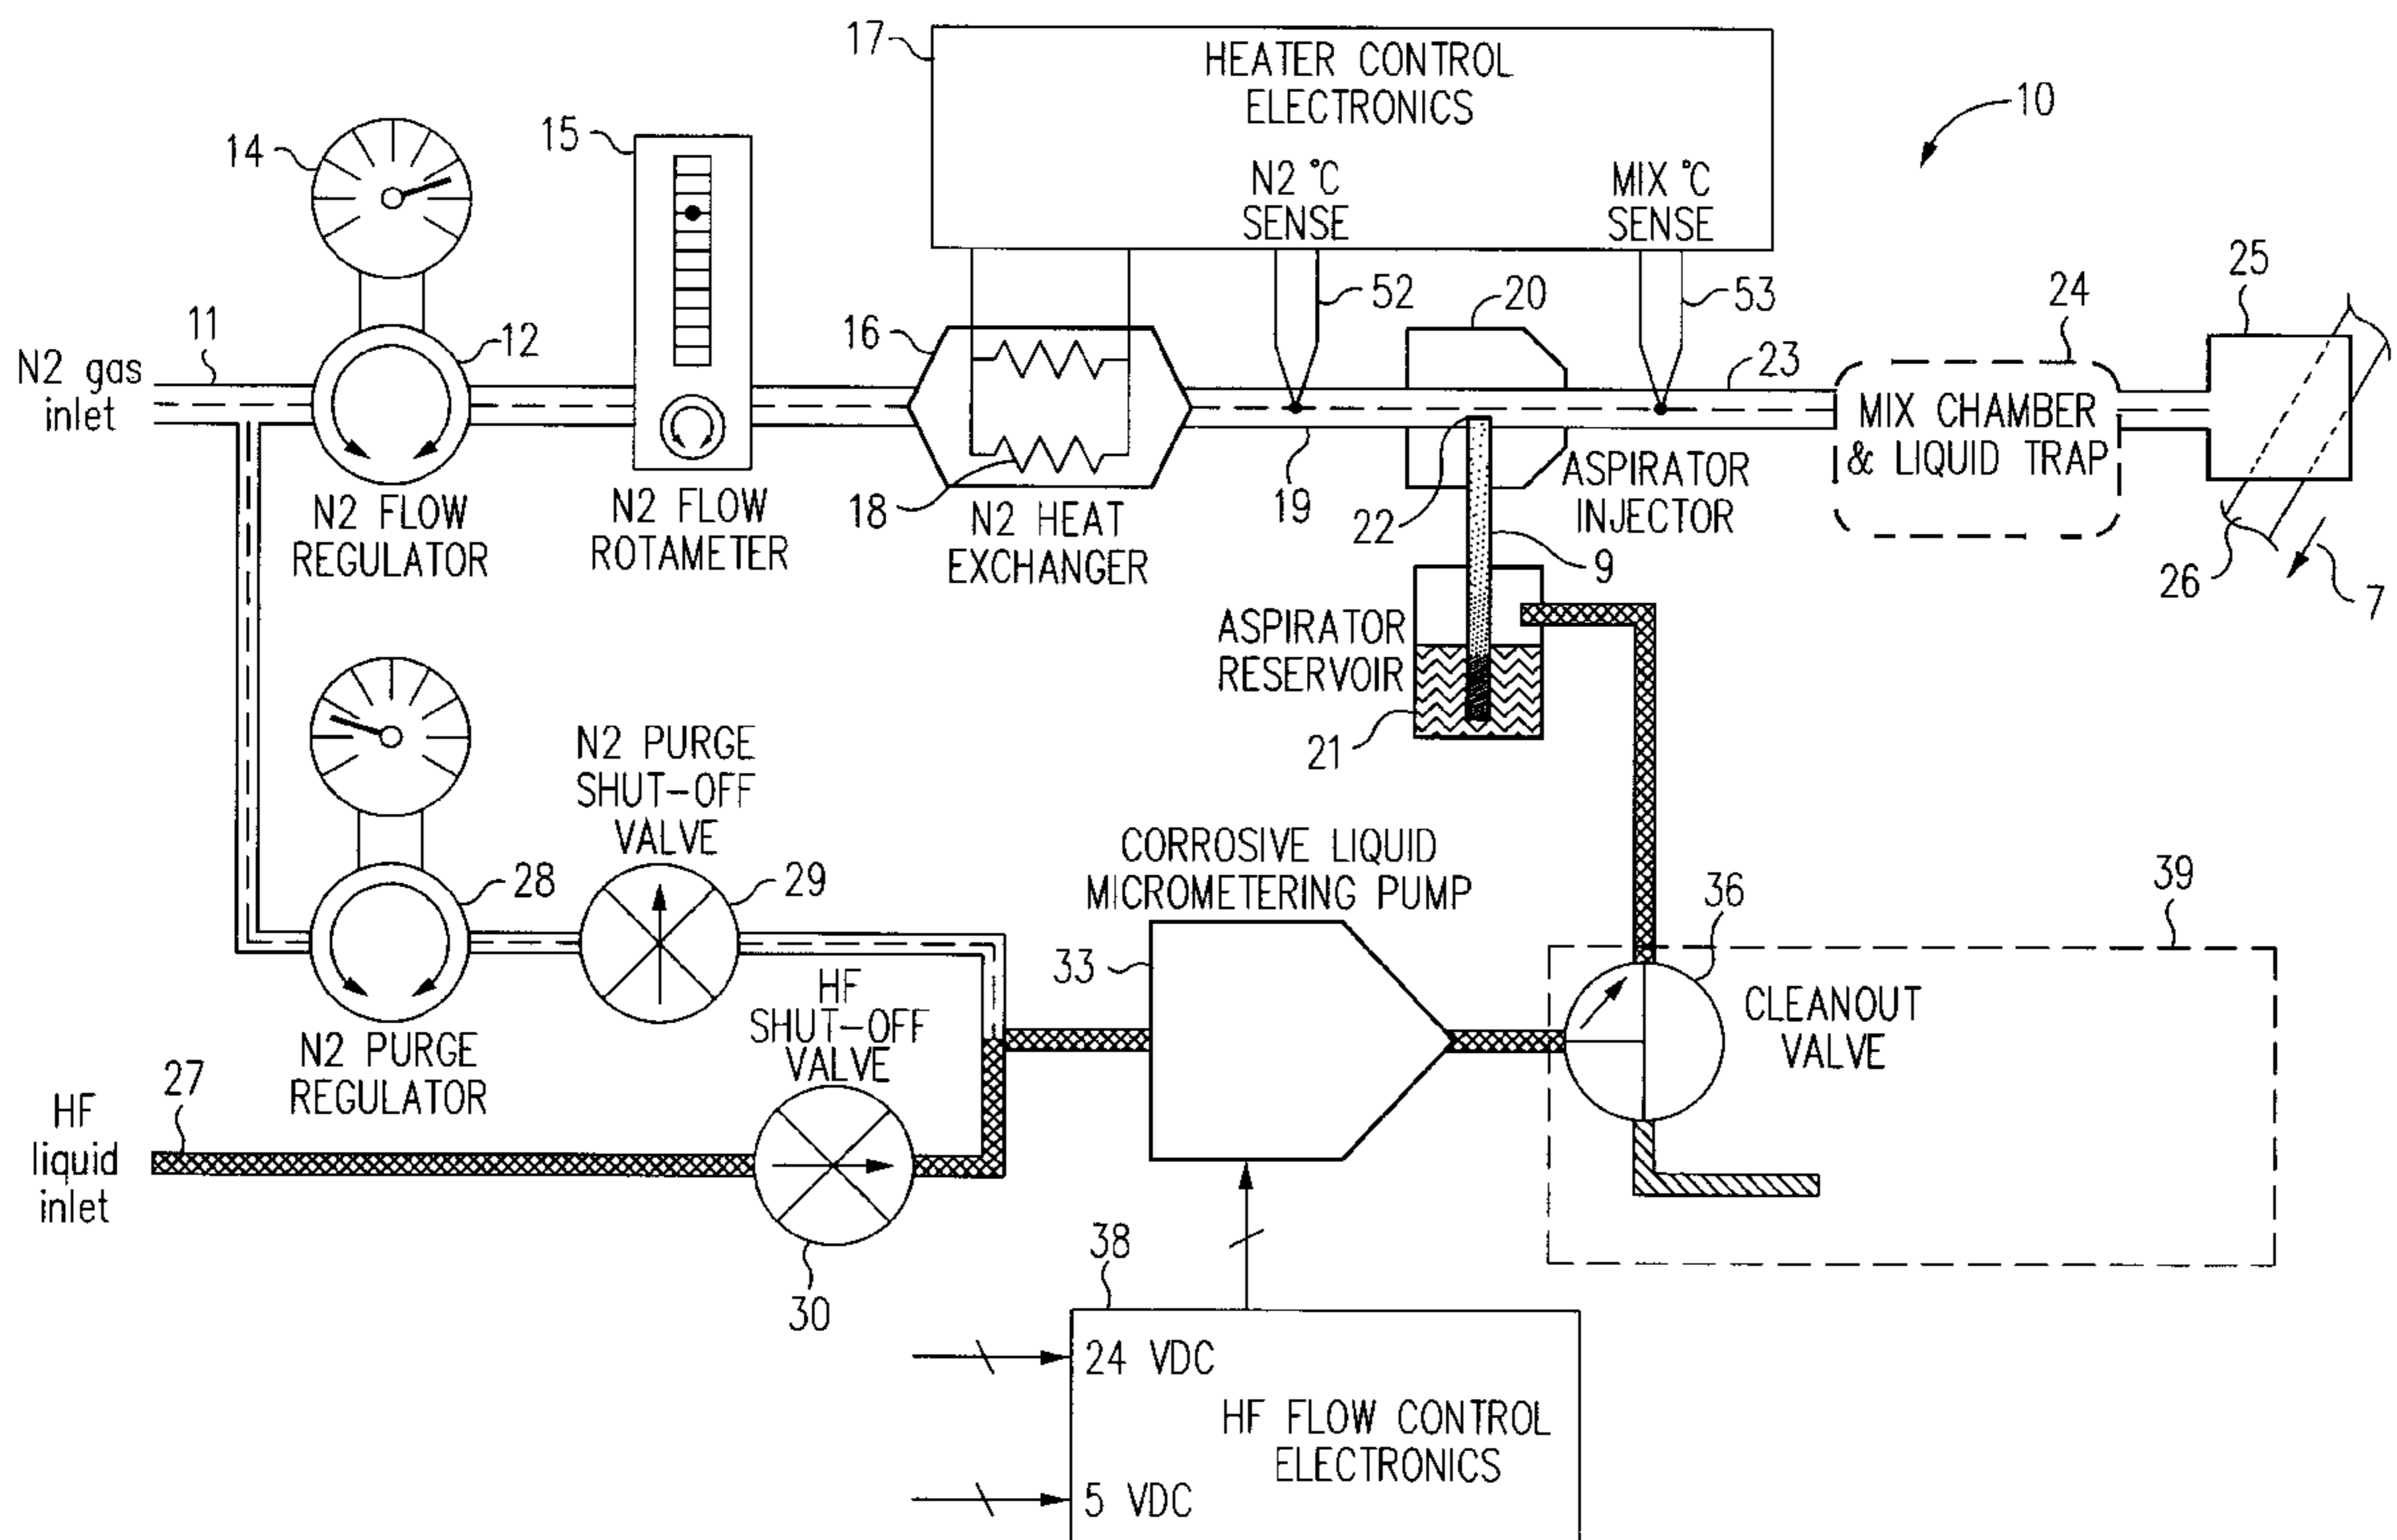 17
HEATER CONTROL
ELECTRONICS
10
14
15
N2 °C
SENSE
MIX °C
SENSE
25
11
12
16
52
20
53
24
N2 gas
inlet
23
MIX CHAMBER
& LIQUID TRAP
18
19
22
ASPIRATOR
INJECTOR
N2 FLOW
REGULATOR
N2 FLOW
ROTAMETER
N2 HEAT
EXCHANGER
9
26
7
ASPIRATOR
RESERVOIR
21
N2 PURGE
SHUT-OFF
VALVE
28
29
CORROSIVE LIQUID
MICROMETERING PUMP
36
39
33
HF
SHUT-OFF
VALVE
CLEANOUT
VALVE
N2 PURGE
REGULATOR
27
HF
liquid
inlet
30
38
24 VDC
HF FLOW CONTROL
ELECTRONICS
5 VDC